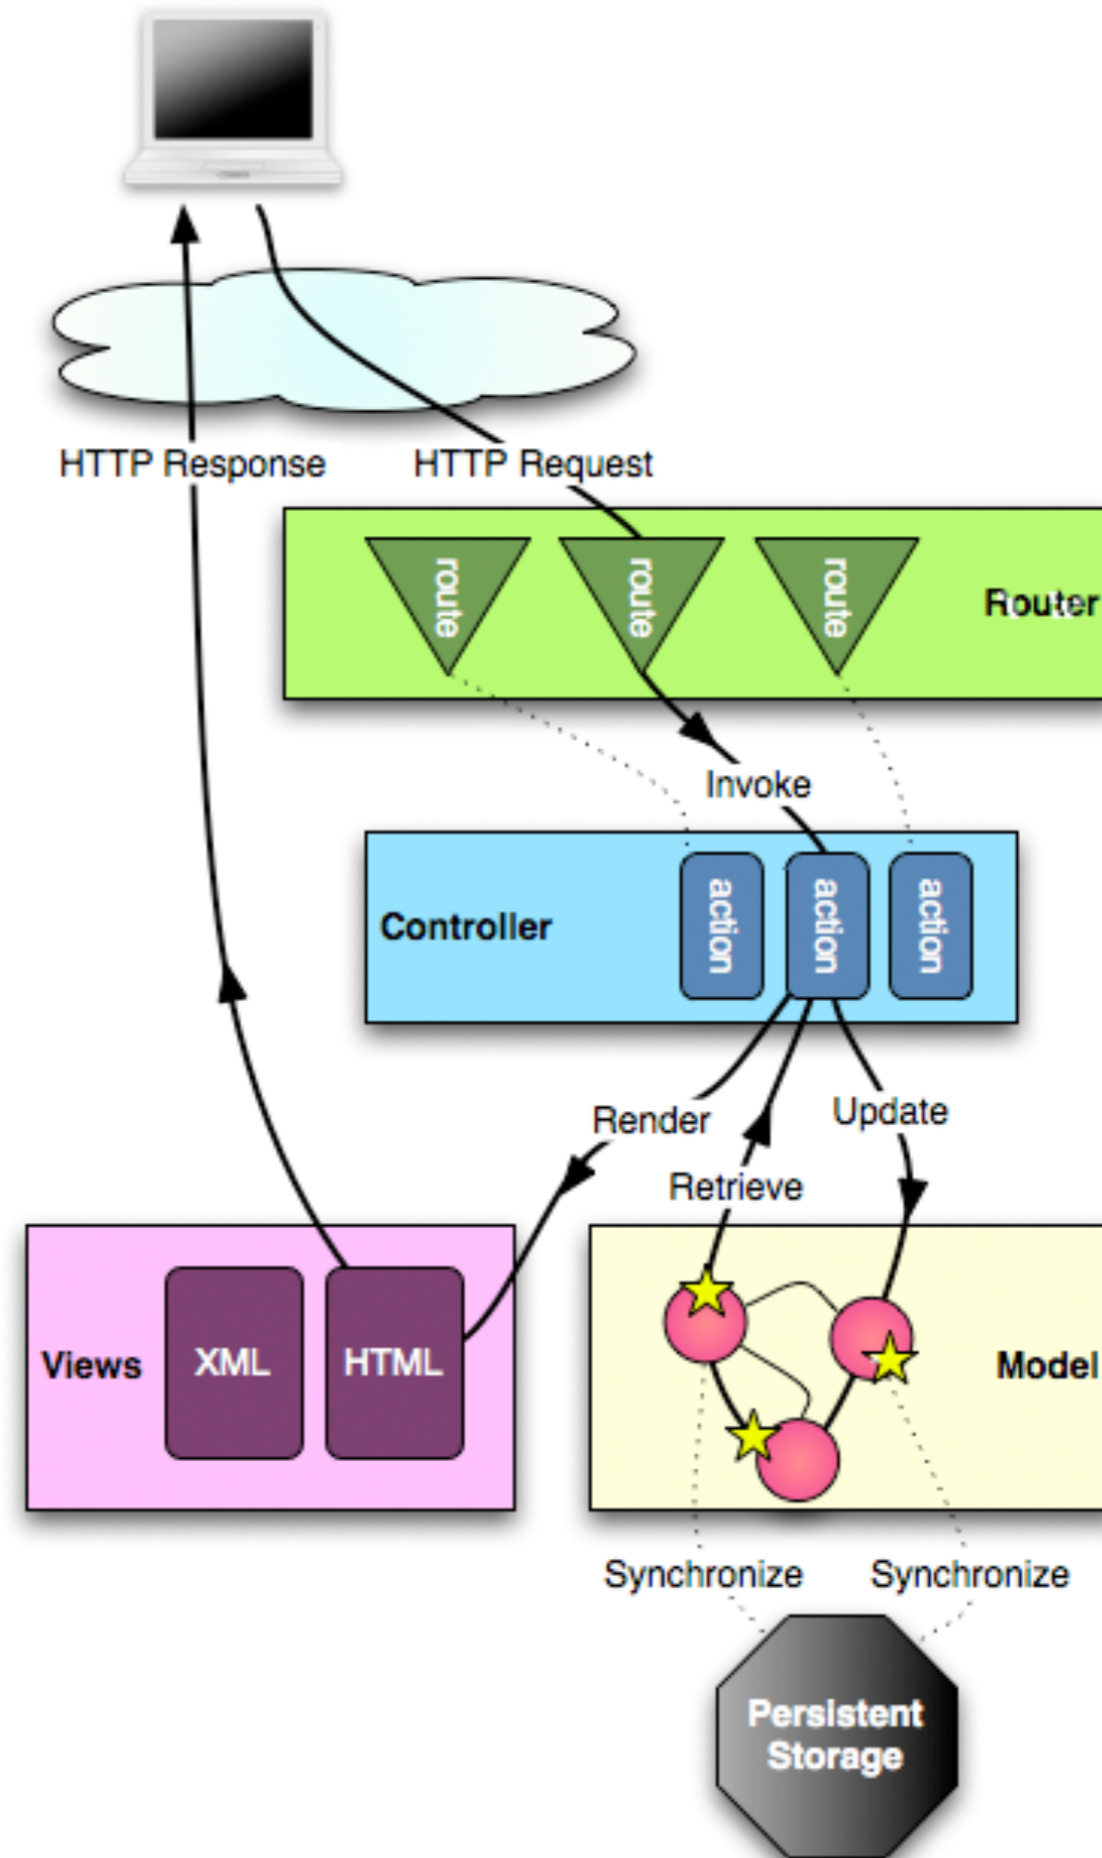 HTTP Response
HTTP Request
route
route
route
Router
Invoke
Controller
action
action
action
Render
Update
Retrieve
Views
XML
HTML
Model
Synchronize
Synchronize
Persistent
Storage